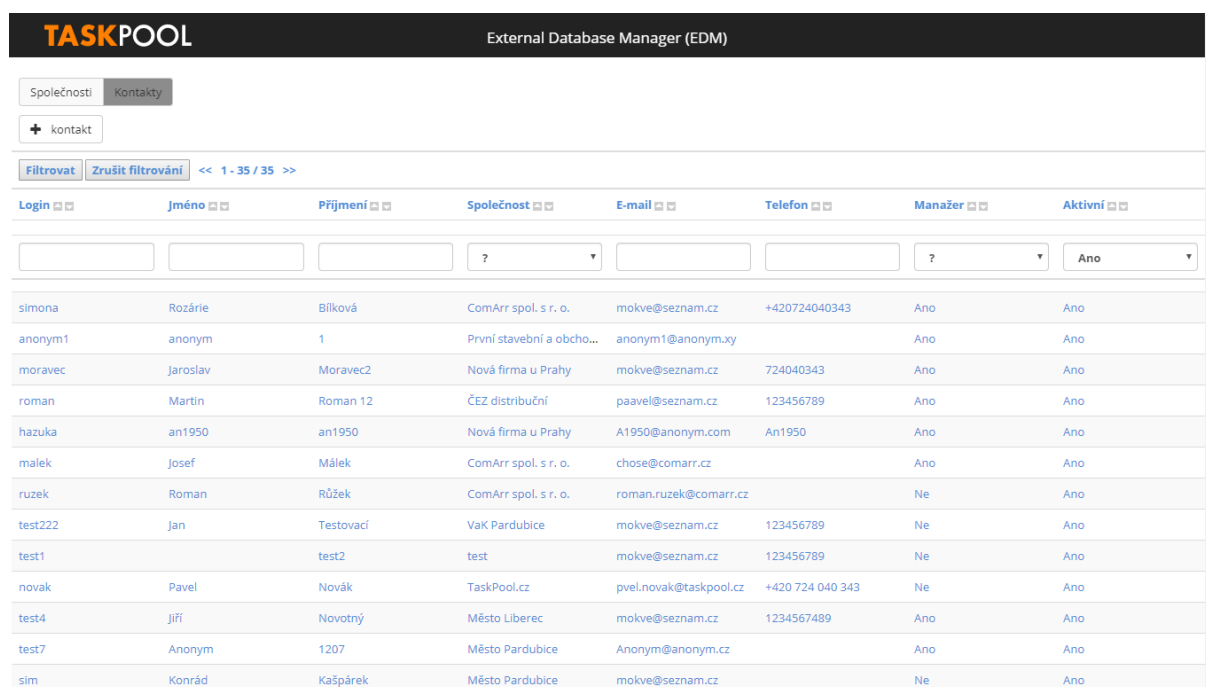 TASKPOOL External Database Manager (EDM)
Společnosti Kontakty
+ kontakt
Filtrovat Zrušit filtrování << 1 - 35 / 35 >>
Login Jméno Příjmení Společnost E-mail Telefon Manažer Aktivní
? ? Ano
simona Rozárie Bílková ComArr spol. s r. o. mokve@seznam.cz +420724040343 Ano Ano
anonym1 anonym 1 První stavební a obcho... anonym1@anonym.xy Ano Ano
moravec Jaroslav Moravec2 Nová firma u Prahy mokve@seznam.cz 724040343 Ano Ano
roman Martin Roman 12 ČEZ distribuční paavel@seznam.cz 123456789 Ano Ano
hazuka an1950 an1950 Nová firma u Prahy A1950@anonym.com An1950 Ano Ano
malek Josef Málek ComArr spol. s r. o. chose@comarr.cz Ano Ano
ruzek Roman Růžek ComArr spol. s r. o. roman.ruzek@comarr.cz Ne Ano
test222 Jan Testovací VaK Pardubice mokve@seznam.cz 123456789 Ne Ano
test1 test2 test mokve@seznam.cz 123456789 Ne Ano
novak Pavel Novák TaskPool.cz pvel.novak@taskpool.cz +420 724 040 343 Ne Ano
test4 Jiří Novotný Město Liberec mokve@seznam.cz 1234567489 Ano Ano
test7 Anonym 1207 Město Pardubice Anonym@anonym.cz Ano Ano
sim Konrád Kašpárek Město Pardubice mokve@seznam.cz Ne Ano